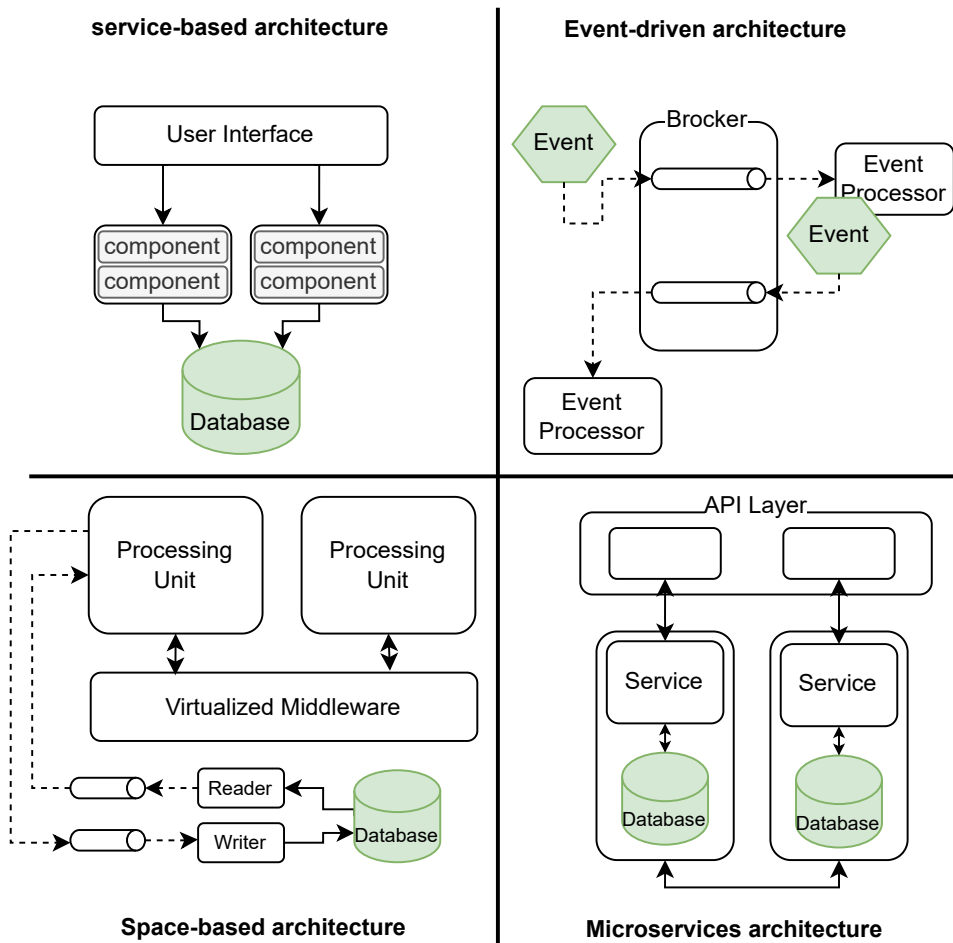 service-based architecture
User Interface
component
component
component
component
Database
Event-driven architecture
Event
Brocker
Event
Processor
Event
Event
Processor
Processing
Unit
Processing
Unit
Virtualized Middleware
Reader
Writer
Database
Space-based architecture
API Layer
Service
Service
Database
Database
Microservices architecture